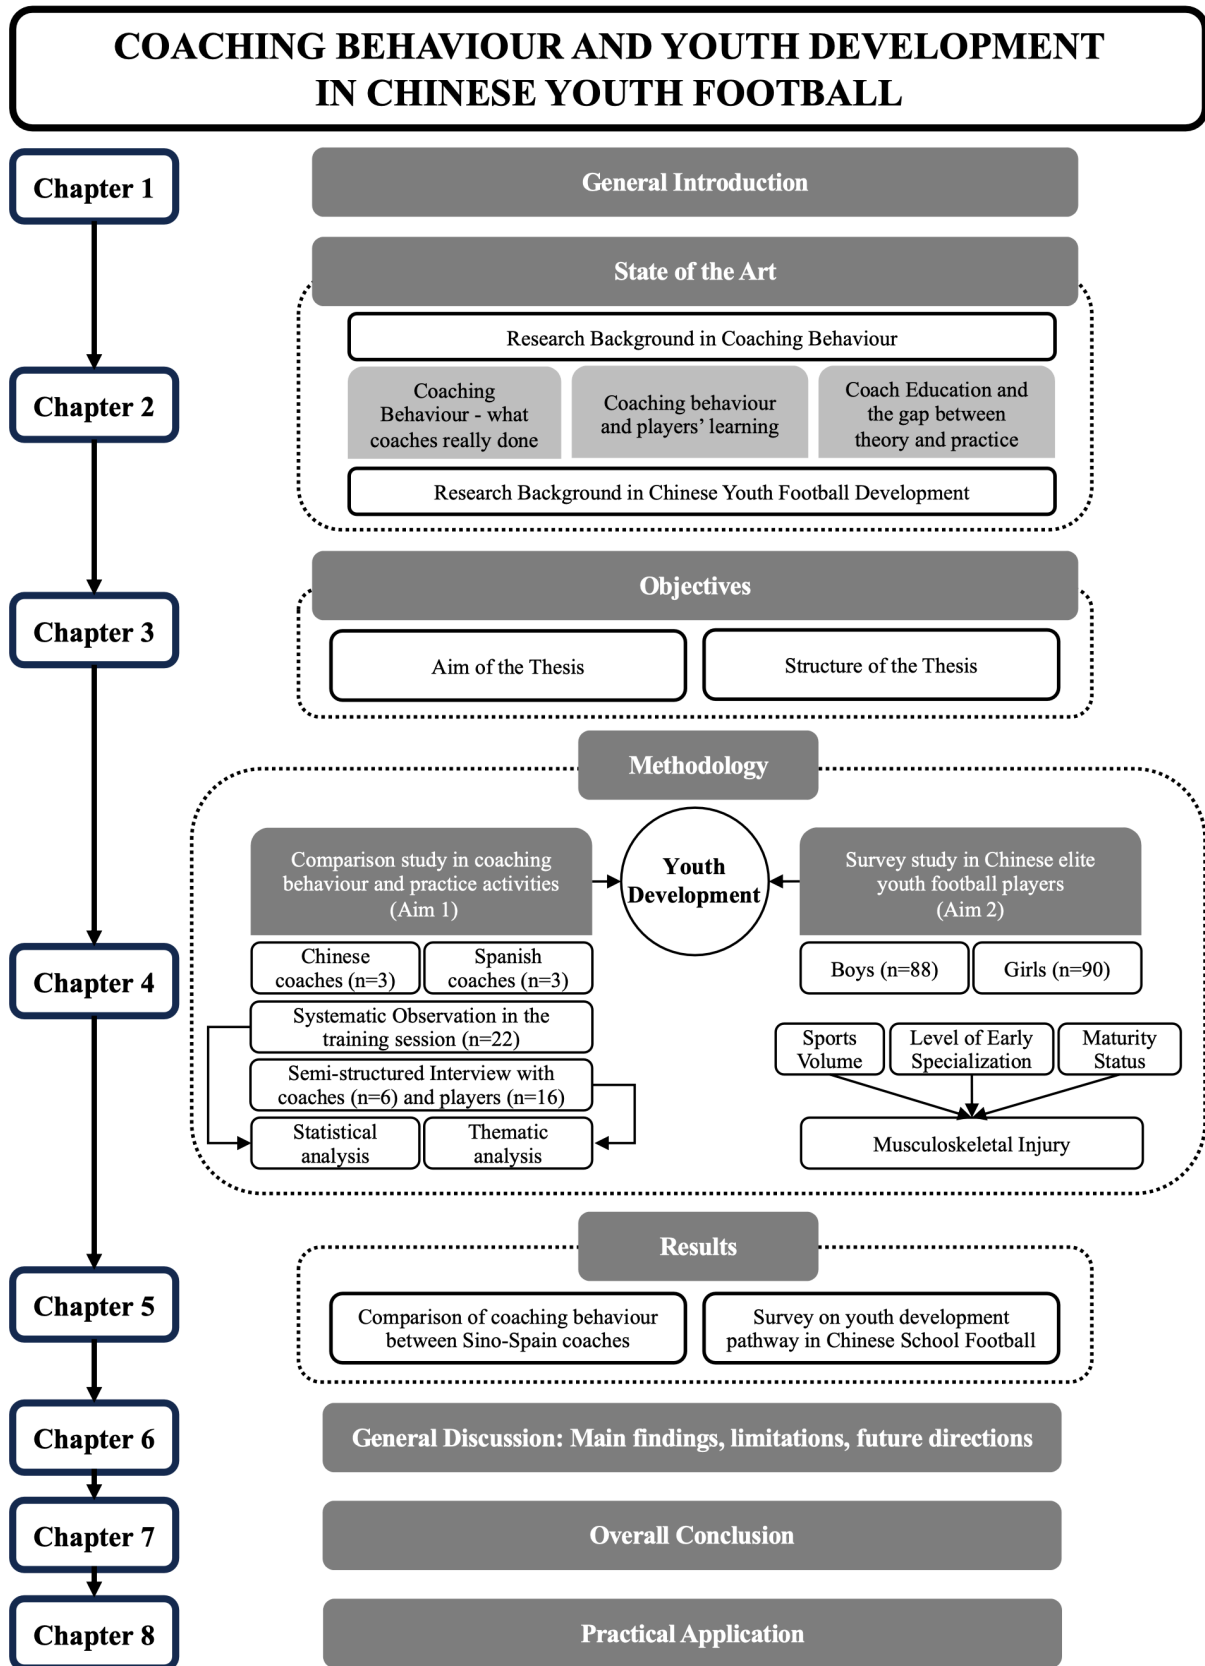 COACHING BEHAVIOUR AND YOUTH DEVELOPMENT
IN CHINESE YOUTH FOOTBALL
Chapter 1
General Introduction
State of the Art
Research Background in Coaching Behaviour
Chapter 2
Coaching
Behaviour - what
coaches really done
Coaching behaviour
and players’ learning
Coach Education and
the gap between
theory and practice
Research Background in Chinese Youth Football Development
Chapter 3
Objectives
Aim of the Thesis
Structure of the Thesis
Chapter 4
Methodology
Comparison study in coaching
behaviour and practice activities
(Aim 1)
Youth
Development
Survey study in Chinese elite
youth football players
(Aim 2)
Chinese
coaches (n=3)
Spanish
coaches (n=3)
Systematic Observation in the
training session (n=22)
Semi-structured Interview with
coaches (n=6) and players (n=16)
Statistical
analysis
Thematic
analysis
Boys (n=88)
Girls (n=90)
Sports
Volume
Level of Early
Specialization
Maturity
Status
Musculoskeletal Injury
Chapter 5
Results
Comparison of coaching behaviour
between Sino-Spain coaches
Survey on youth development
pathway in Chinese School Football
Chapter 6
General Discussion: Main findings, limitations, future directions
Chapter 7
Overall Conclusion
Chapter 8
Practical Application